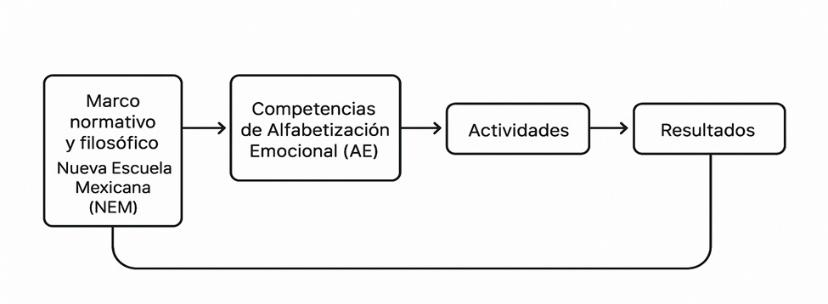 Marco
normativo
y filosófico
Nueva Escuela
Mexicana
(NEM)
Competencias
de Alfabetización
Emocional (AE)
Actividades
Resultados